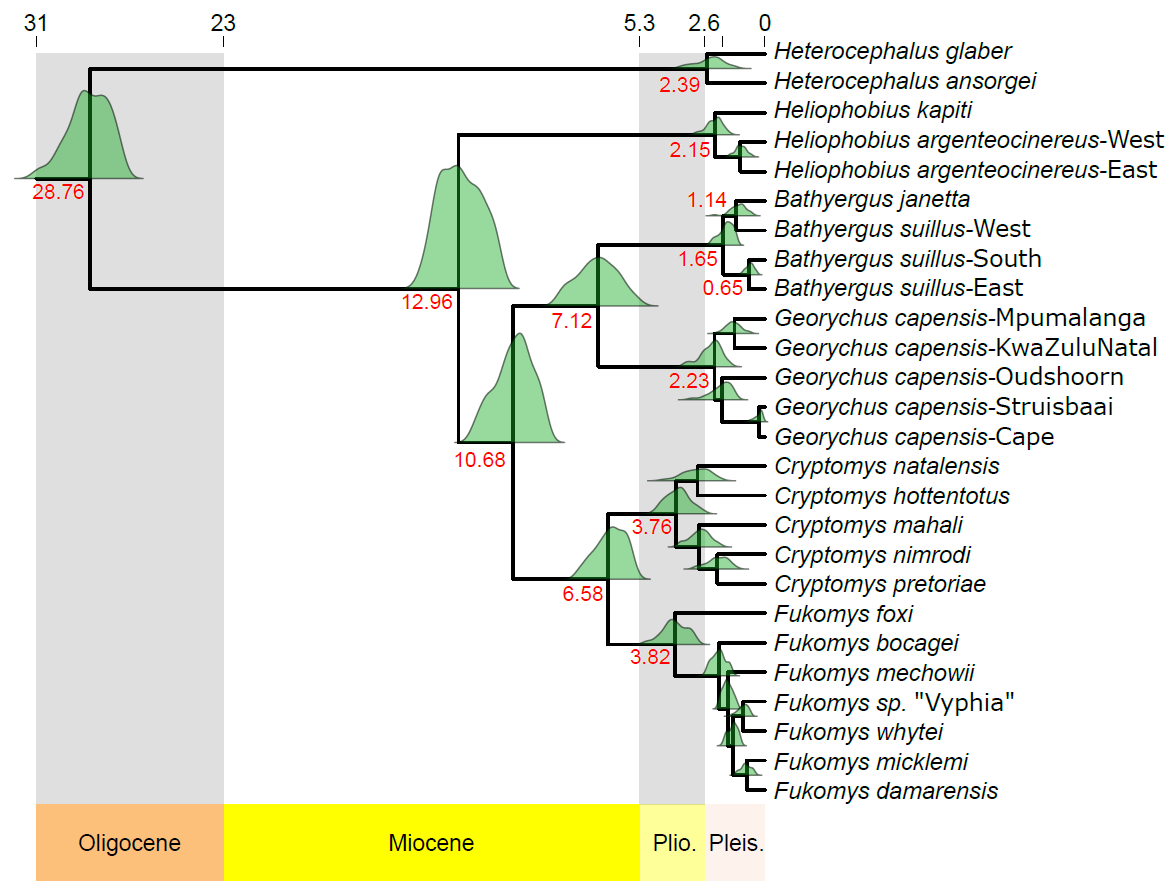 31 23 5.3 2.6 0
Heterocephalus glaber
2.39 Heterocephalus ansorgei
Heliophobius kapiti
Heliophobius argenteocinereus-West
2.15
Heliophobius argenteocinereus-East
28.76
1.14 Bathyergus janetta
Bathyergus suillus-West
1.65 Bathyergus suillus-South
0.65 Bathyergus suillus-East
12.96
7.12 Georychus capensis-Mpumalanga
Georychus capensis-KwaZuluNatal
2.23 Georychus capensis-Oudshoorn
Georychus capensis-Struisbaai
Georychus capensis-Cape
10.68 Cryptomys natalensis
Cryptomys hottentotus
3.76 Cryptomys mahali
Cryptomys nimrodi
Cryptomys pretoriae
6.58
Fukomys foxi
Fukomys bocagei
3.82
Fukomys mechowii
Fukomys sp. "Vyphia"
Fukomys whytei
Fukomys micklemi
Fukomys damarensis
Oligocene Miocene Plio. Pleis.